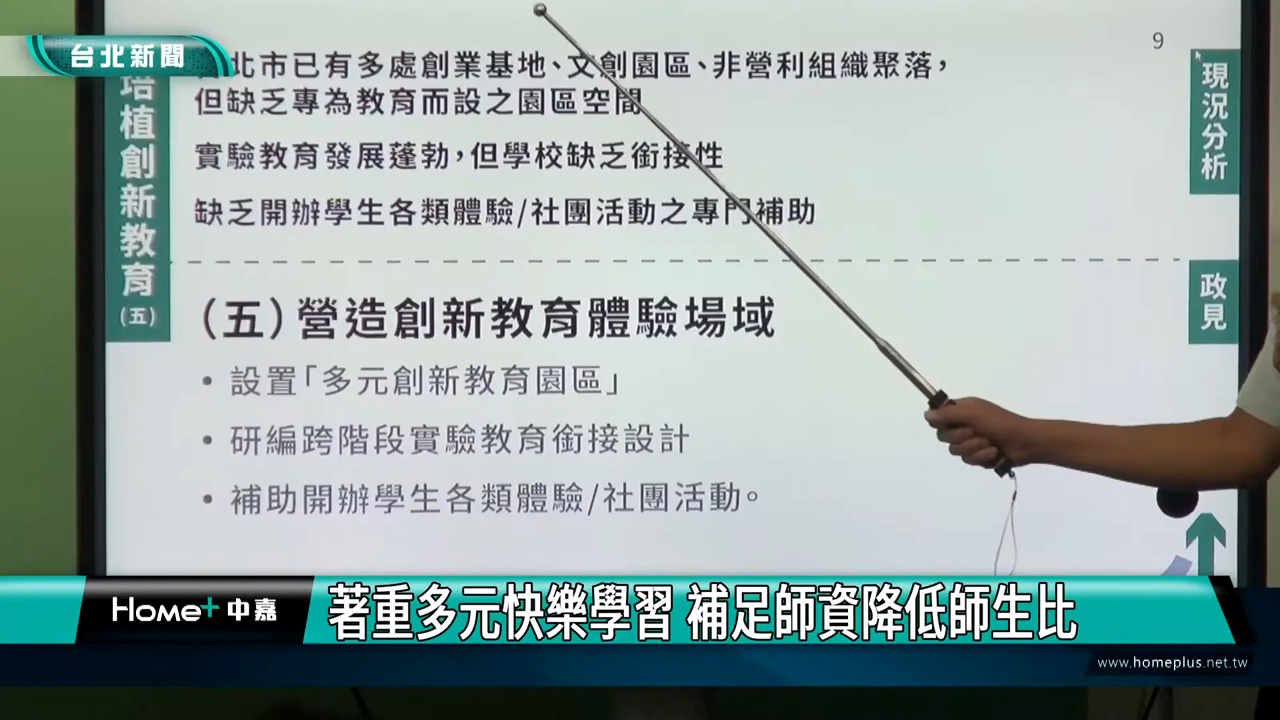 台北新聞
9
北市已有多處創業基地、文創園區、非營利組織聚落，
但缺乏專為教育而設之園區空間
實驗教育發展蓬勃，但學校缺乏銜接性
缺乏開辦學生各類體驗/社團活動之專門補助
培植創新教育
(五)
現況分析
(五)營造創新教育體驗場域
• 設置「多元創新教育園區」
• 研編跨階段實驗教育銜接設計
• 補助開辦學生各類體驗/社團活動。
政見
Home+中嘉
著重多元快樂學習 補足師資降低師生比
www.homeplus.net.tw